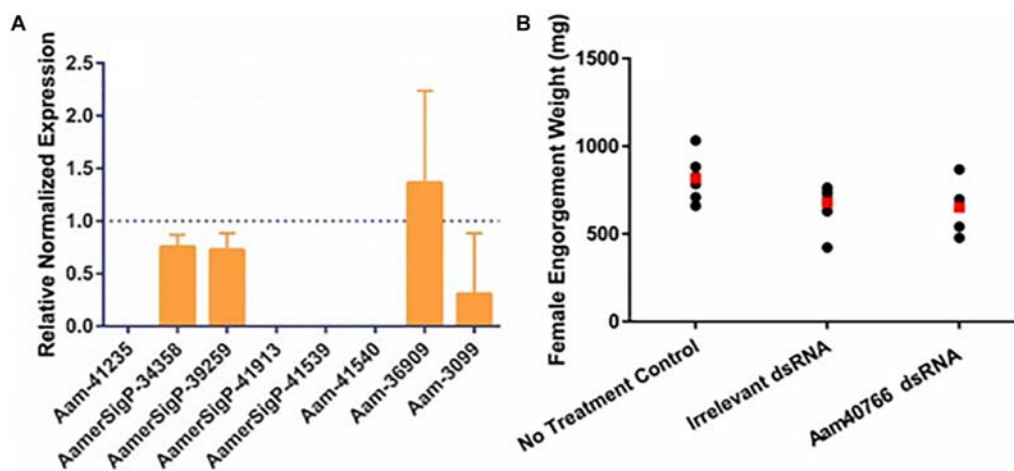 A
Relative Normalized Expression
2.5
2.0
1.5
1.0
0.5
0.0
Aam-41235
AamerSigP-34358
AamerSigP-39259
AamerSigP-41913
AamerSigP-41539
Aam-41540
Aam-36909
Aam-3099
B
Female Engorgement Weight (mg)
1500
1000
500
0
No Treatment Control
Irrelevant dsRNA
Aam40766 dsRNA